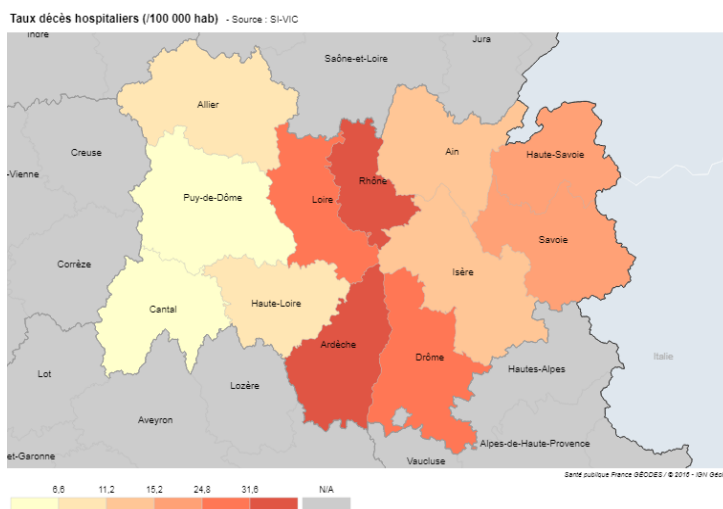 Taux décès hospitaliers (/100 000 hab) - Source : SI-VIC
Indre
Saône-et-Loire
Jura
Allier
Creuse
-Vienne
Ain
Haute-Savoie
Rhône
Puy-de-Dôme
Loire
Savoie
Corrèze
Isère
Cantal
Haute-Loire
Ardèche
Drôme
Italie
Hautes-Alpes
Lot
Lozère
Aveyron
et-Garonne
Alpes-de-Haute-Provence
Vaucluse
Santé publique France GÉODES / © 2016 - IGN Géo
6,6 11,2 15,2 24,8 31,6 N/A